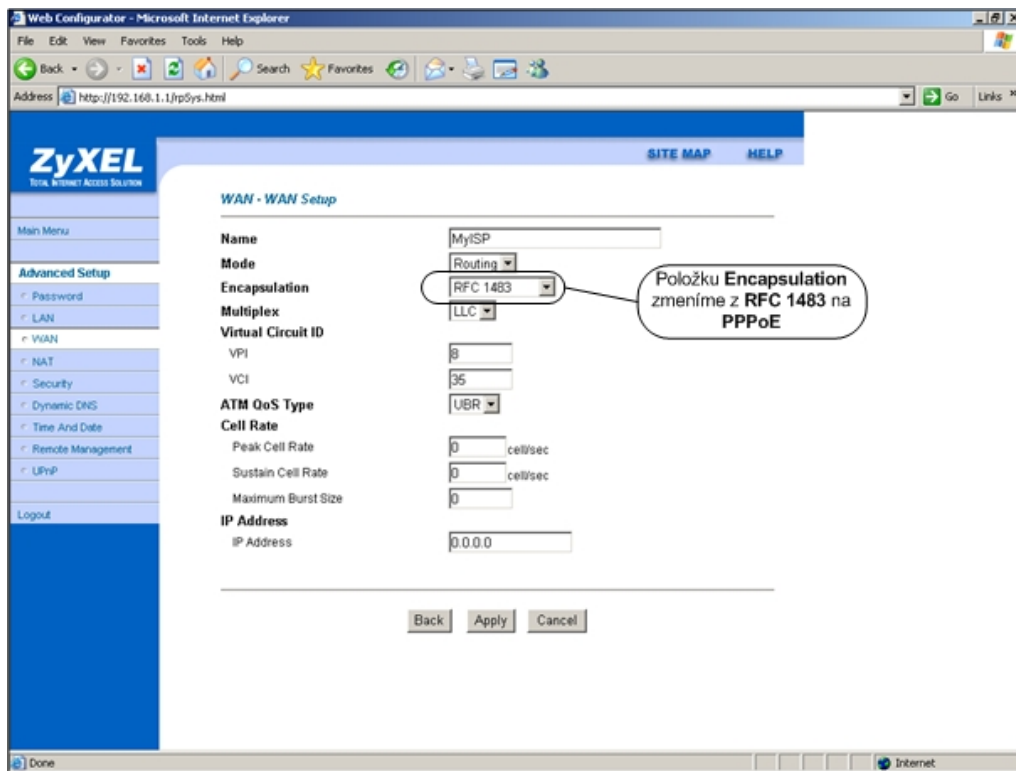 Web Configurator - Microsoft Internet Explorer
File Edit View Favorites Tools Help
Back Search Favorites
Address http://192.168.1.1/rpSys.html Go Links »
ZyXEL
TOTAL INTERNET ACCESS SOLUTION
SITE MAP HELP
Main Menu
Advanced Setup
Password
LAN
WAN
NAT
Security
Dynamic DNS
Time And Date
Remote Management
UPnP
Logout
WAN - WAN Setup
Name MyISP
Mode Routing
Encapsulation RFC 1483
Multiplex LLC
Virtual Circuit ID
VPI 8
VCI 35
ATM QoS Type UBR
Cell Rate
Peak Cell Rate 0 cell/sec
Sustain Cell Rate 0 cell/sec
Maximum Burst Size 0
IP Address
IP Address 0.0.0.0
Položku Encapsulation
zmeníme z RFC 1483 na
PPPoE
Back Apply Cancel
Done Internet